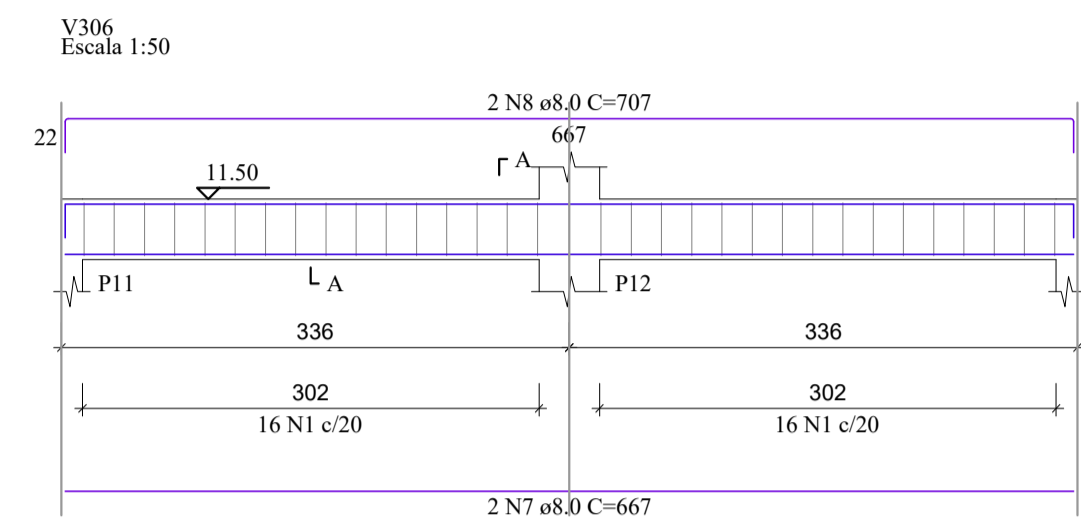 V306
Escala 1:50
2 N8 ø8.0 C=707
22
667
A
11.50
P11
A
P12
336
336
302
302
16 N1 c/20
16 N1 c/20
2 N7 ø8.0 C=667